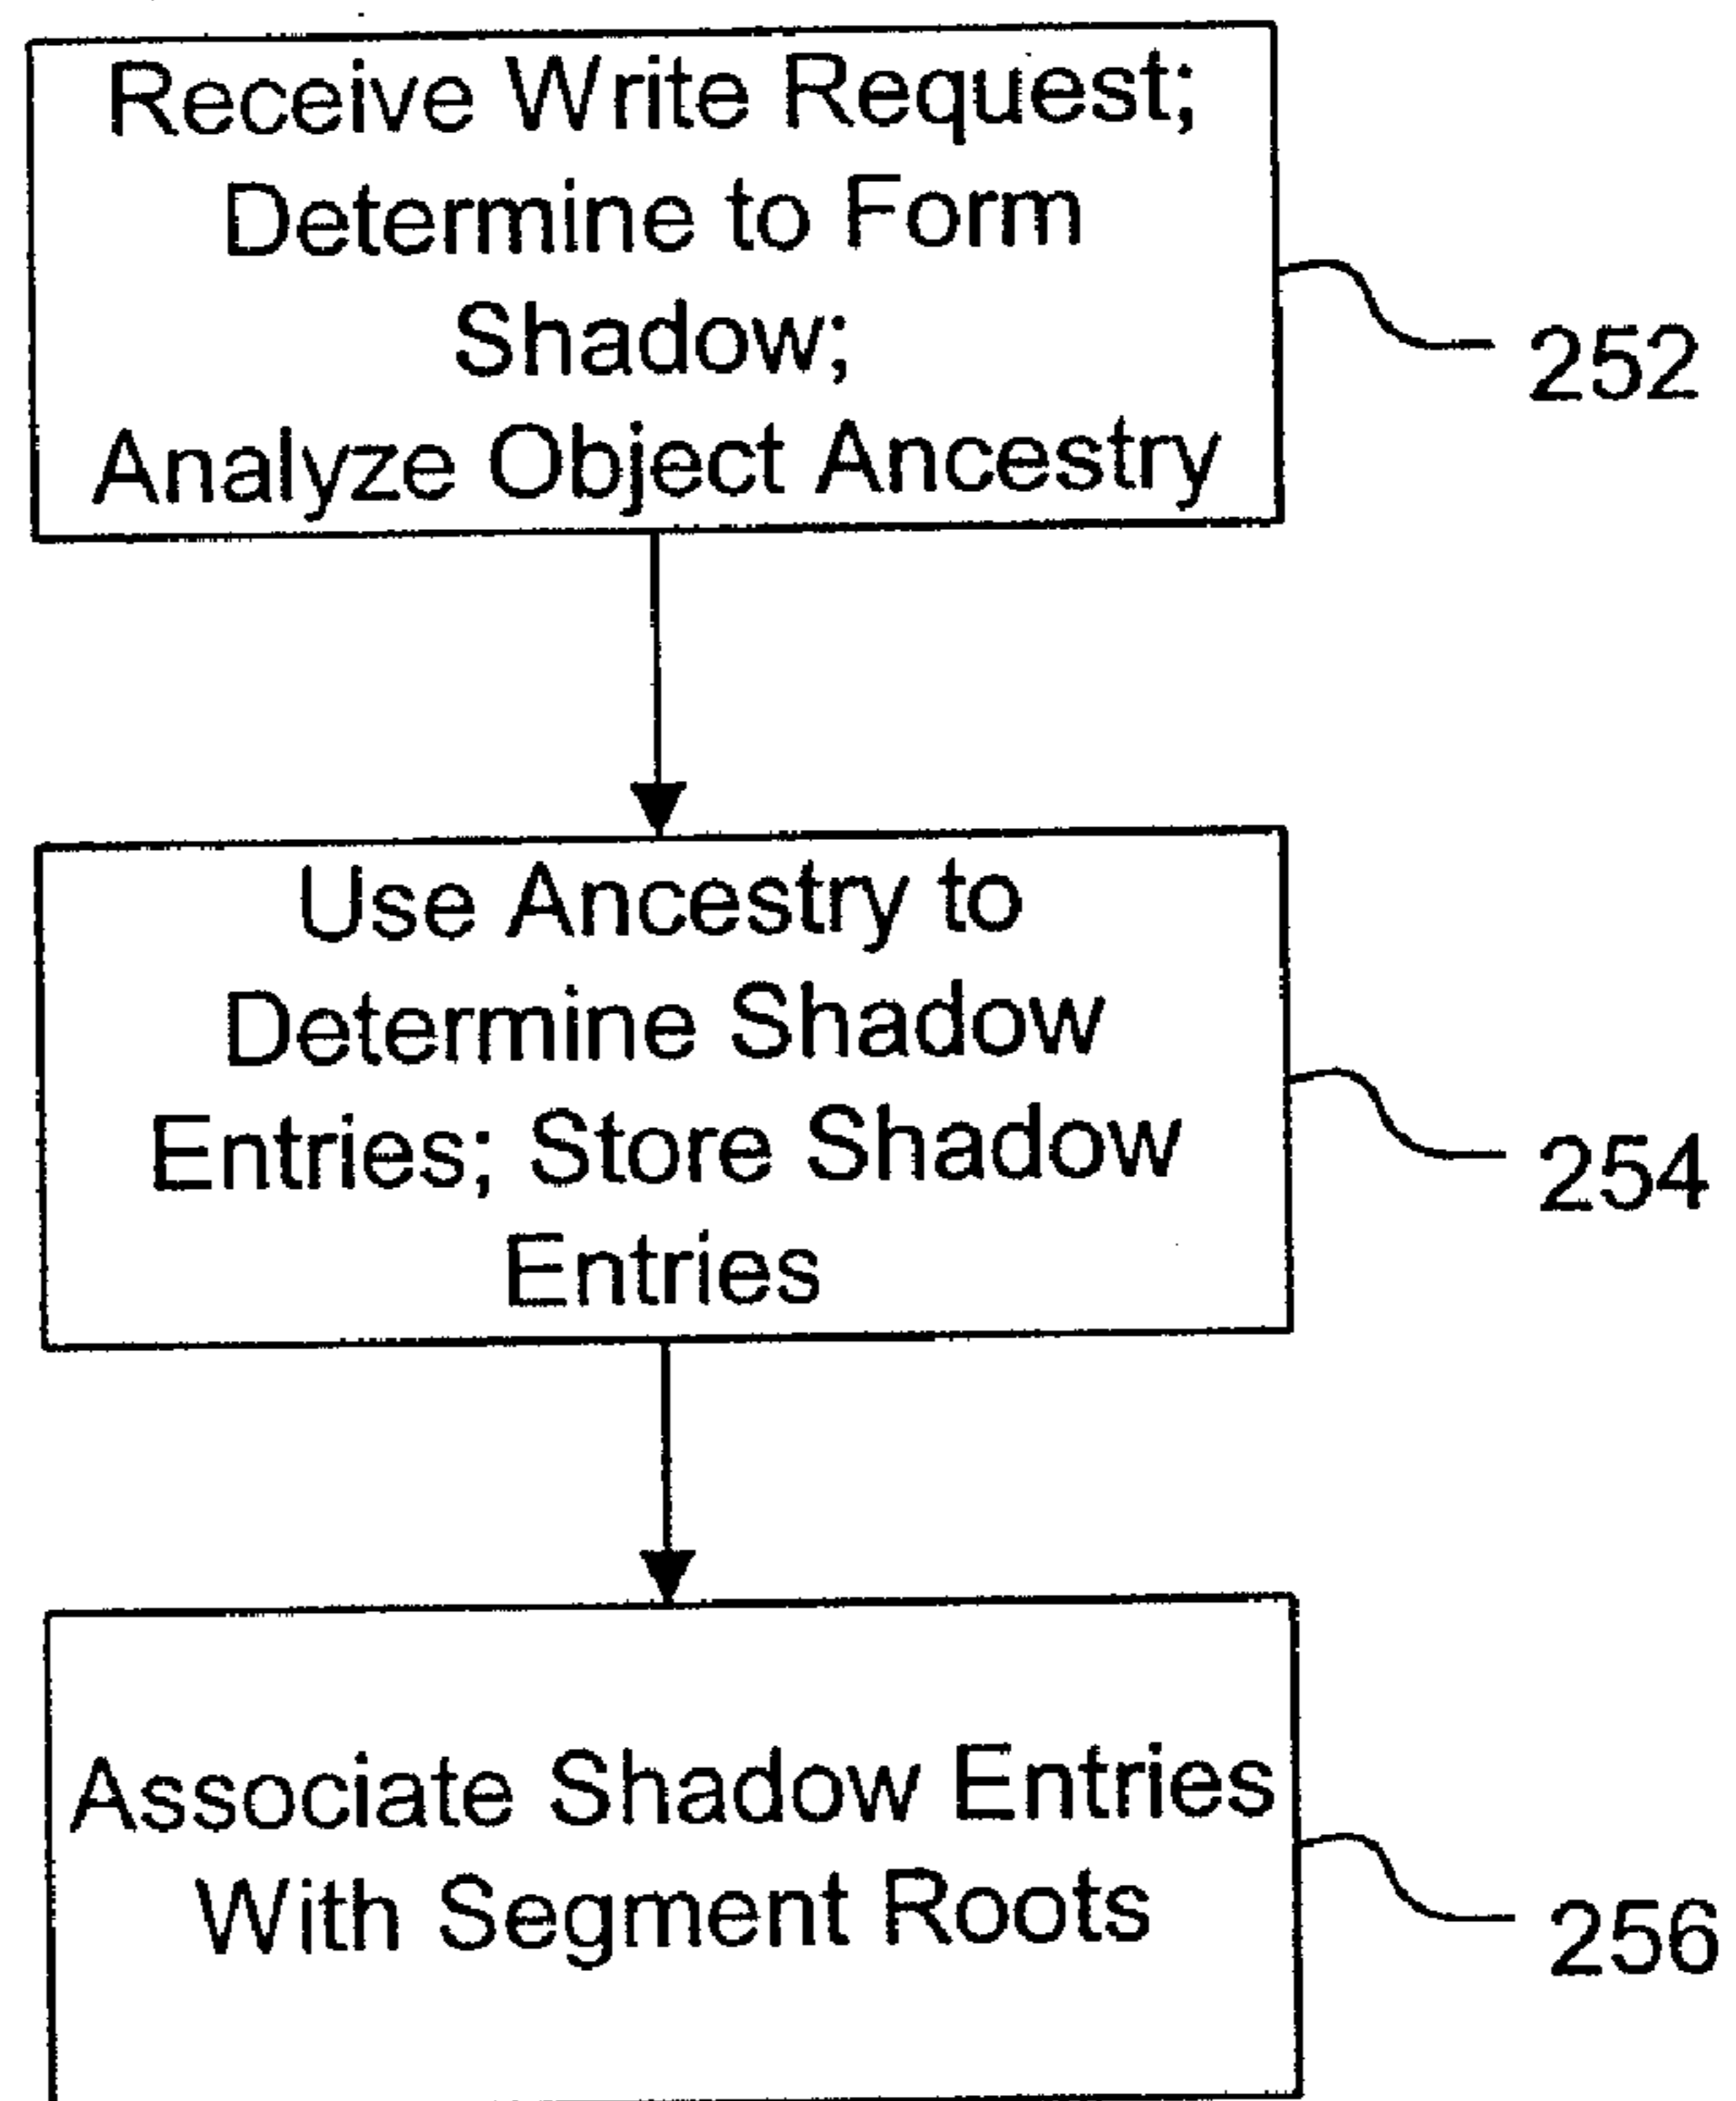 Receive Write Request;
Determine to Form
Shadow;
Analyze Object Ancestry
252
Use Ancestry to
Determine Shadow
Entries; Store Shadow
Entries
254
Associate Shadow Entries
With Segment Roots
256